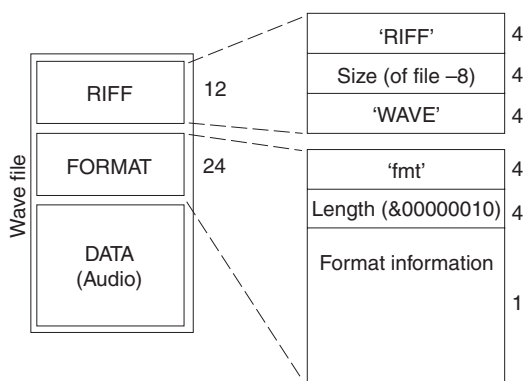 Wave file
RIFF
12
FORMAT
24
DATA
(Audio)
‘RIFF’
4
Size (of file –8)
4
‘WAVE’
4
‘fmt’
4
Length (&00000010)
4
Format information
1